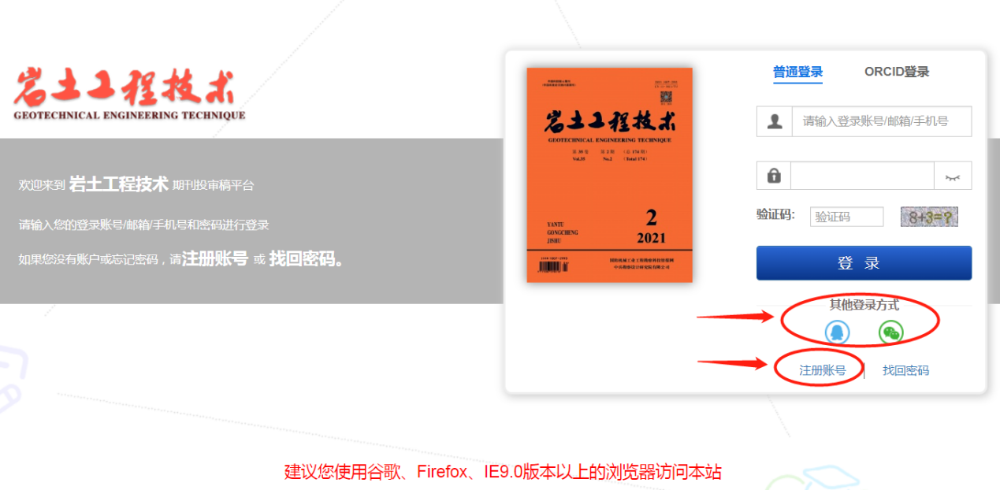 岩土工程技术
GEOTECHNICAL ENGINEERING TECHNIQUE
欢迎来到 岩土工程技术 期刊投审稿平台
请输入您的登录账号/邮箱/手机号和密码进行登录
如果您没有账户或忘记密码，请注册账号 或 找回密码。
岩土工程技术
GEOTECHNICAL ENGINEERING TECHNIQUE
第 35 卷 第 2 期 （总 174 期）
Vol.35 No.2 (Total 174)
2
2021
YANTU
GONGCHENG
JISHU
普通登录 ORCID登录
请输入登录账号/邮箱/手机号
验证码: 验证码 8+3=?
登 录
其他登录方式
注册账号 | 找回密码
建议您使用谷歌、Firefox、IE9.0版本以上的浏览器访问本站